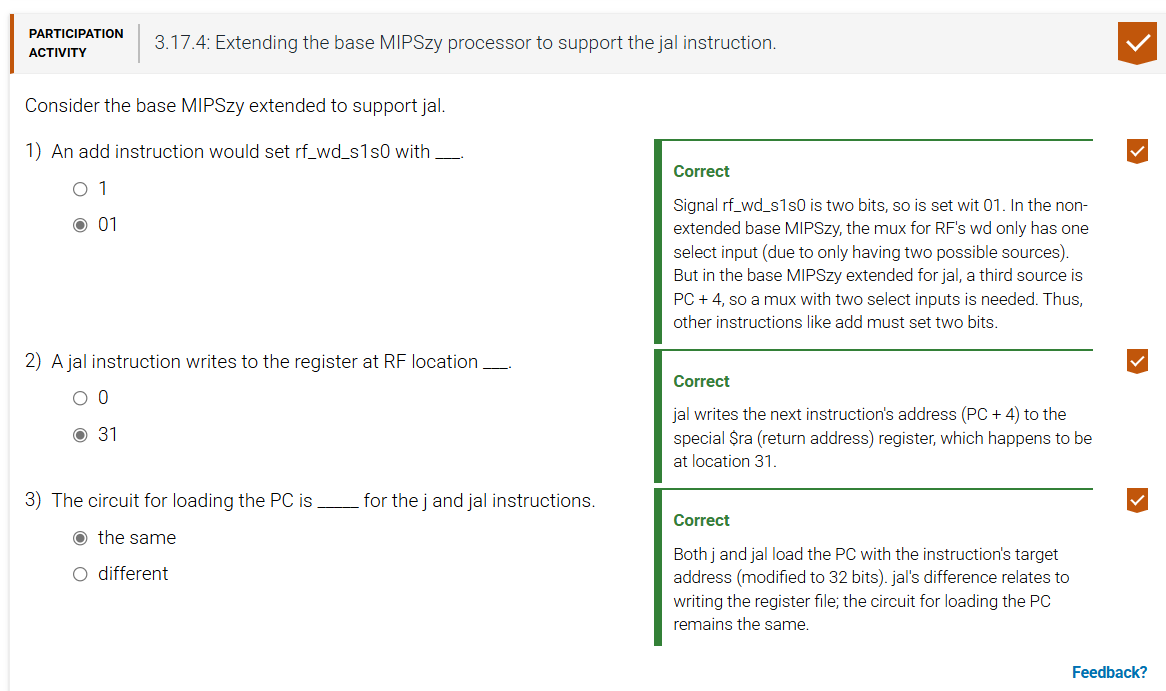 PARTICIPATION
ACTIVITY
3.17.4: Extending the base MIPSzy processor to support the jal instruction.
Consider the base MIPSzy extended to support jal.
1) An add instruction would set rf_wd_s1s0 with ___.
1
01
Correct
Signal rf_wd_s1s0 is two bits, so is set wit 01. In the non-
extended base MIPSzy, the mux for RF's wd only has one
select input (due to only having two possible sources).
But in the base MIPSzy extended for jal, a third source is
PC + 4, so a mux with two select inputs is needed. Thus,
other instructions like add must set two bits.
2) A jal instruction writes to the register at RF location ___.
0
31
Correct
jal writes the next instruction's address (PC + 4) to the
special $ra (return address) register, which happens to be
at location 31.
3) The circuit for loading the PC is _____ for the j and jal instructions.
the same
different
Correct
Both j and jal load the PC with the instruction's target
address (modified to 32 bits). jal's difference relates to
writing the register file; the circuit for loading the PC
remains the same.
Feedback?